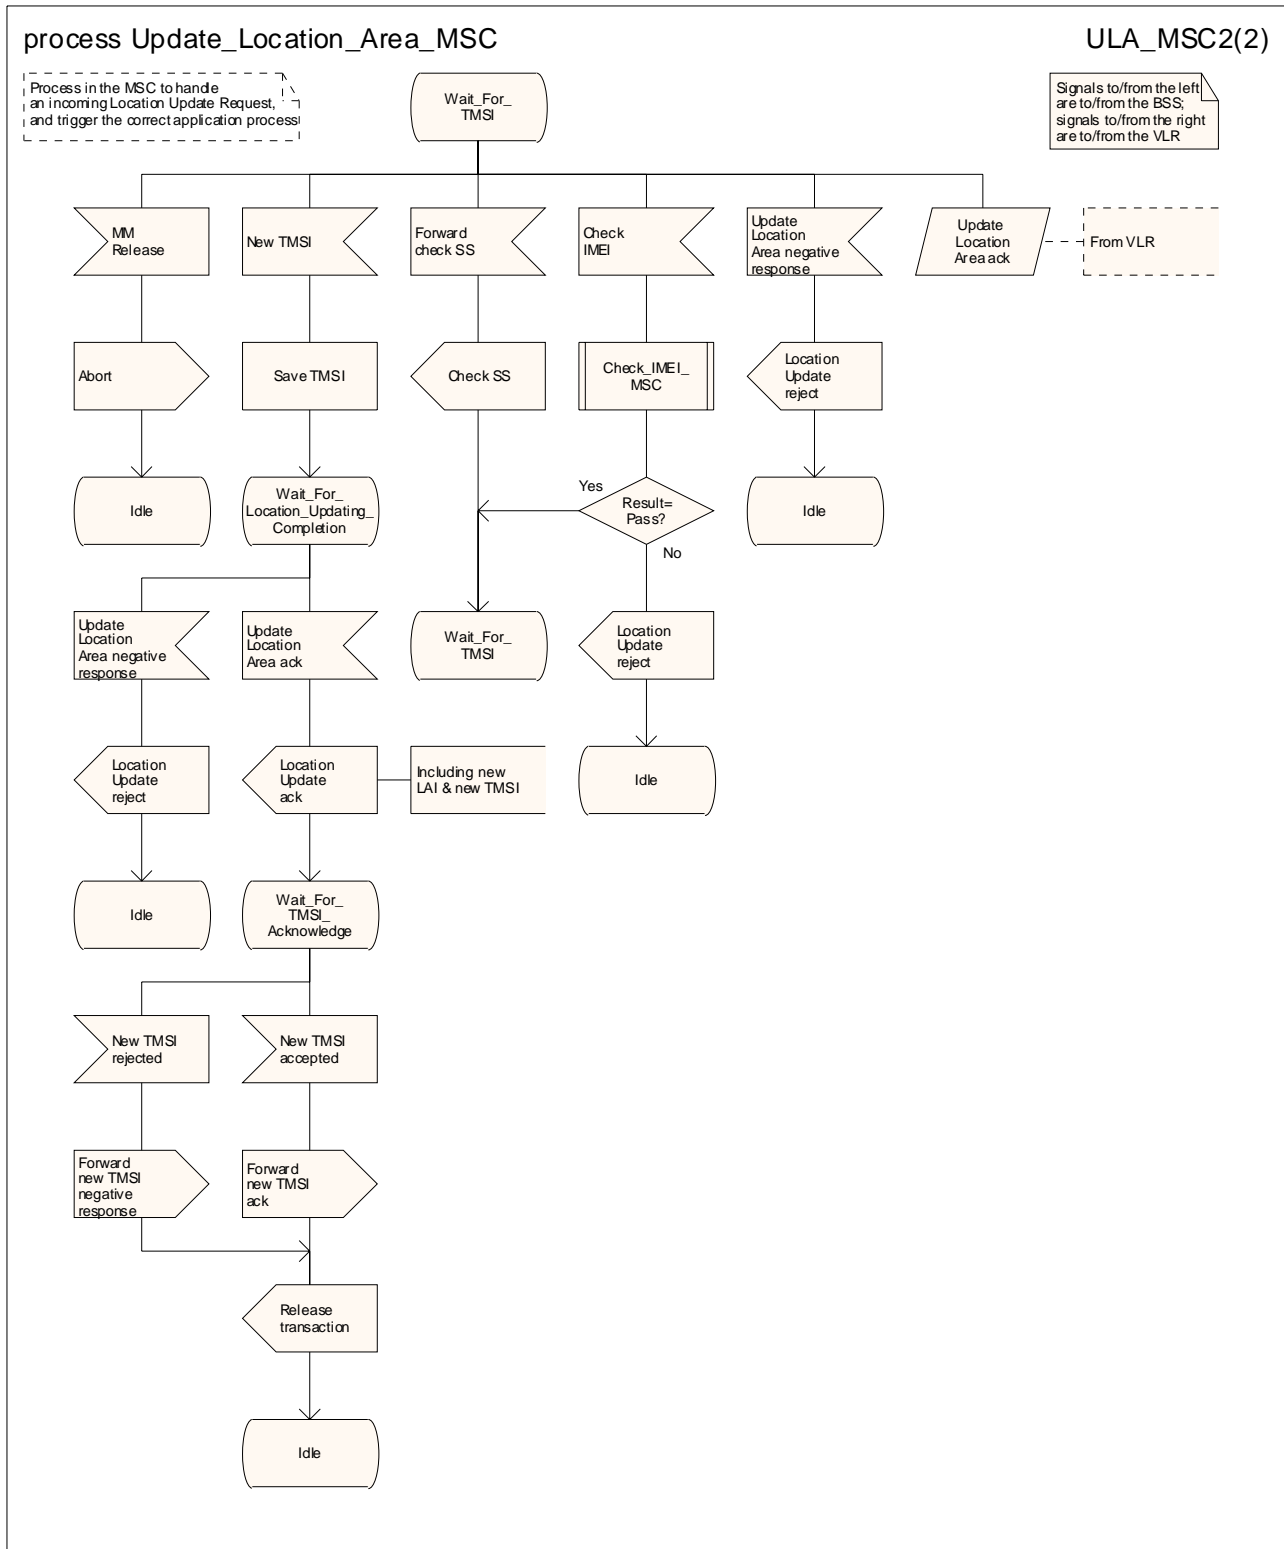 process Update_Location_Area_MSC
ULA_MSC2(2)
Process in the MSC to handle
an incoming Location Update Request,
and trigger the correct application process
Wait_For_
TMSI
Signals to/from the left
are to/from the BSS;
signals to/from the right
are to/from the VLR
MM
Release
New TMSI
Forward
check SS
Check
IMEI
Update
Location
Area negative
response
Update
Location
Area ack
From VLR
Abort
Save TMSI
Check SS
Check_IMEI_
MSC
Location
Update
reject
Idle
Wait_For_
Location_Updating_
Completion
Yes
Result=
Pass?
No
Idle
Update
Location
Area negative
response
Update
Location
Area ack
Wait_For_
TMSI
Location
Update
reject
Location
Update
reject
Location
Update
ack
Including new
LAI & new TMSI
Idle
Idle
Wait_For_
TMSI_
Acknowledge
New TMSI
rejected
New TMSI
accepted
Forward
new TMSI
negative
response
Forward
new TMSI
ack
Release
transaction
Idle